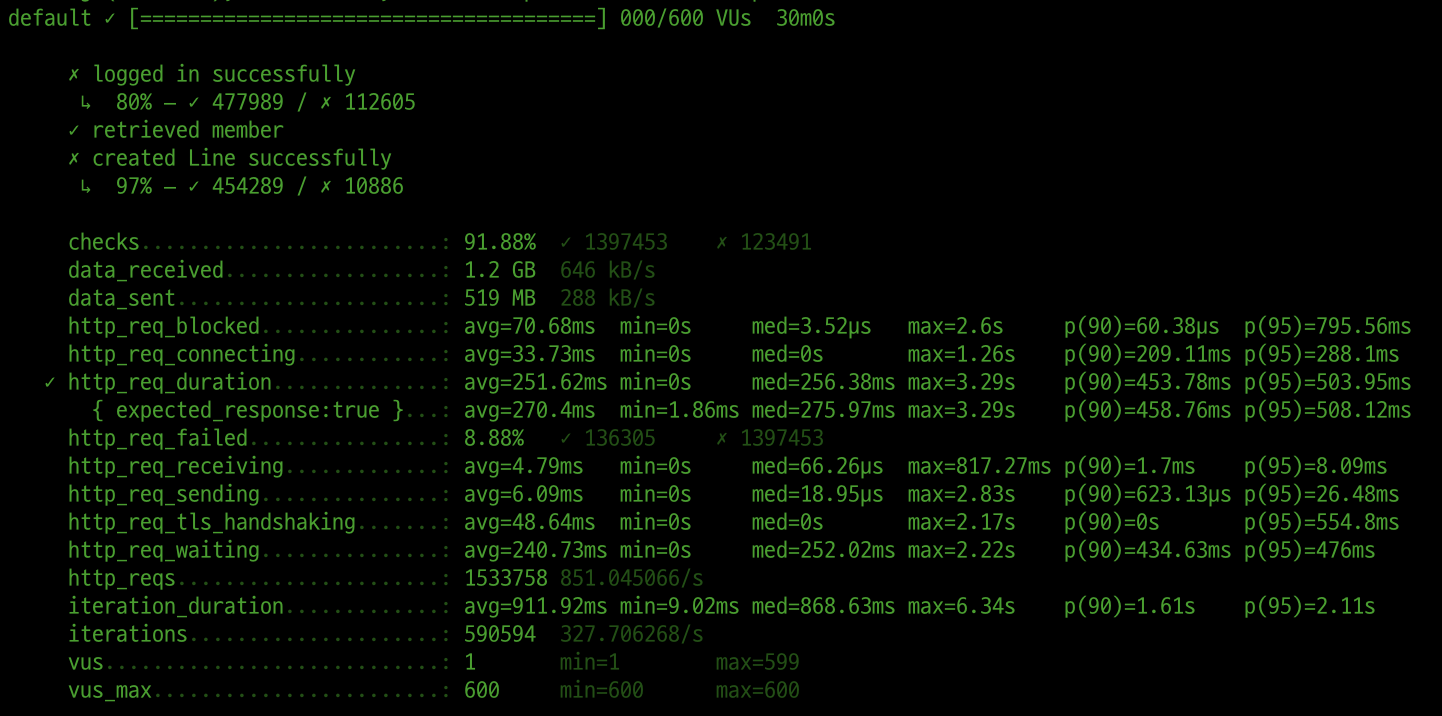 default ✓ [======================================] 000/600 VUs  30m0s
✗ logged in successfully
↳  80% — ✓ 477989 / ✗ 112605
✓ retrieved member
✗ created Line successfully
↳  97% — ✓ 454289 / ✗ 10886
checks.........................: 91.88%  ✓ 1397453    ✗ 123491
data_received..................: 1.2 GB  646 kB/s
data_sent......................: 519 MB  288 kB/s
http_req_blocked...............: avg=70.68ms  min=0s     med=3.52µs   max=2.6s     p(90)=60.38µs  p(95)=795.56ms
http_req_connecting............: avg=33.73ms  min=0s     med=0s       max=1.26s    p(90)=209.11ms p(95)=288.1ms
✓ http_req_duration..............: avg=251.62ms min=0s     med=256.38ms max=3.29s    p(90)=453.78ms p(95)=503.95ms
{ expected_response:true }...: avg=270.4ms  min=1.86ms med=275.97ms max=3.29s    p(90)=458.76ms p(95)=508.12ms
http_req_failed................: 8.88%   ✓ 136305     ✗ 1397453
http_req_receiving.............: avg=4.79ms   min=0s     med=66.26µs  max=817.27ms p(90)=1.7ms    p(95)=8.09ms
http_req_sending...............: avg=6.09ms   min=0s     med=18.95µs  max=2.83s    p(90)=623.13µs p(95)=26.48ms
http_req_tls_handshaking.......: avg=48.64ms  min=0s     med=0s       max=2.17s    p(90)=0s       p(95)=554.8ms
http_req_waiting...............: avg=240.73ms min=0s     med=252.02ms max=2.22s    p(90)=434.63ms p(95)=476ms
http_reqs......................: 1533758 851.045066/s
iteration_duration.............: avg=911.92ms min=9.02ms med=868.63ms max=6.34s    p(90)=1.61s    p(95)=2.11s
iterations.....................: 590594  327.706268/s
vus............................: 1       min=1        max=599
vus_max........................: 600     min=600      max=600